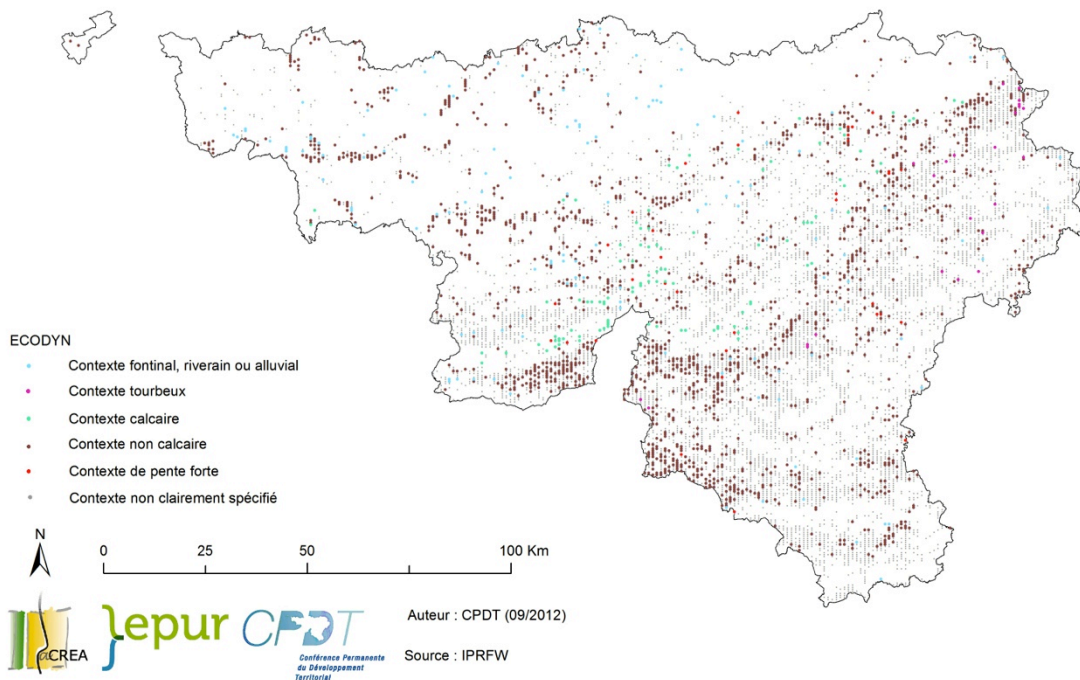 ECODYN
Contexte fontinal, riverain ou alluvial
Contexte tourbeux
Contexte calcaire
Contexte non calcaire
Contexte de pente forte
Contexte non clairement spécifié
N
0 25 50 100 Km
CREA
lepur
CPDT
Conférence Permanente
du Développement
Territorial
Auteur : CPDT (09/2012)
Source : IPRFW